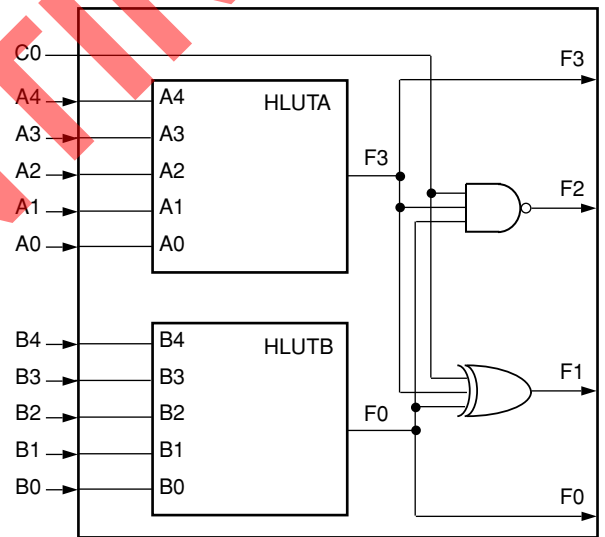 C0
F3
A4 A4 HLUTA
A3 A3
A2 A2 F3 F2
A1 A1
A0 A0
B4 B4 HLUTB
B3 B3 F1
B2 B2 F0
B1 B1
B0 B0 F0